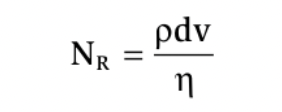 N_R = ρdv/η